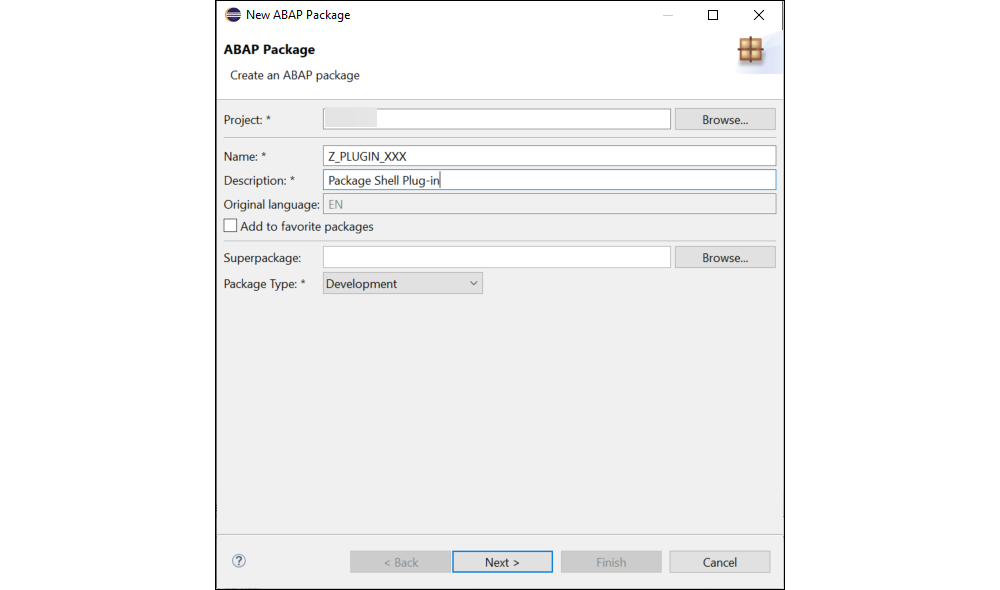 New ABAP Package
ABAP Package
Create an ABAP package
Project: *
Browse...
Name: * Z_PLUGIN_XXX
Description: * Package Shell Plug-in
Original language: EN
Add to favorite packages
Superpackage: Browse...
Package Type: * Development
? < Back Next > Finish Cancel